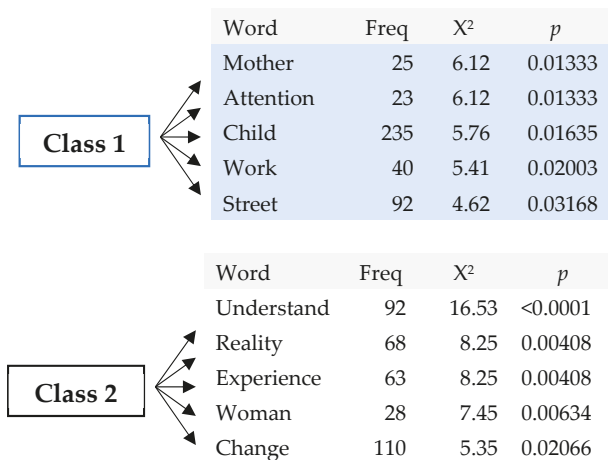 Word Freq X² p
Mother 25 6.12 0.01333
Attention 23 6.12 0.01333
Class 1
Child 235 5.76 0.01635
Work 40 5.41 0.02003
Street 92 4.62 0.03168
Word Freq X² p
Understand 92 16.53 <0.0001
Reality 68 8.25 0.00408
Class 2
Experience 63 8.25 0.00408
Woman 28 7.45 0.00634
Change 110 5.35 0.02066